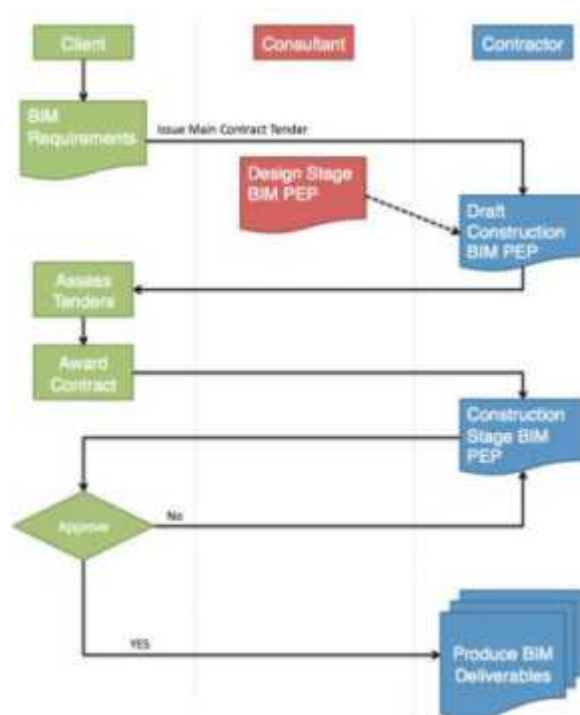 Client
Consultant
Contractor
BIM
Requirements
Issue Main Contract Tender
Design Stage
BIM PEP
Draft
Construction
BIM PEP
Assess
Tenders
Award
Contract
Construction
Stage BIM
PEP
Approve
No
YES
Produce BIM
Deliverables